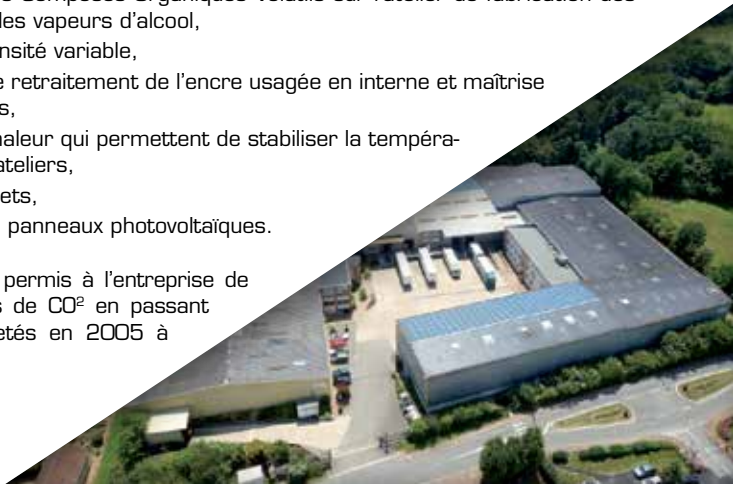 Composés Organiques Volatils sur l'atelier de fabrication des
les vapeurs d'alcool,
nsité variable,
e retraitement de l'encre usagée en interne et maîtrise
s,
haleur qui permettent de stabiliser la tempéra-
ateliers,
ets,
panneaux photovoltaïques.
permis à l'entreprise de
s de CO² en passant
etés en 2005 à